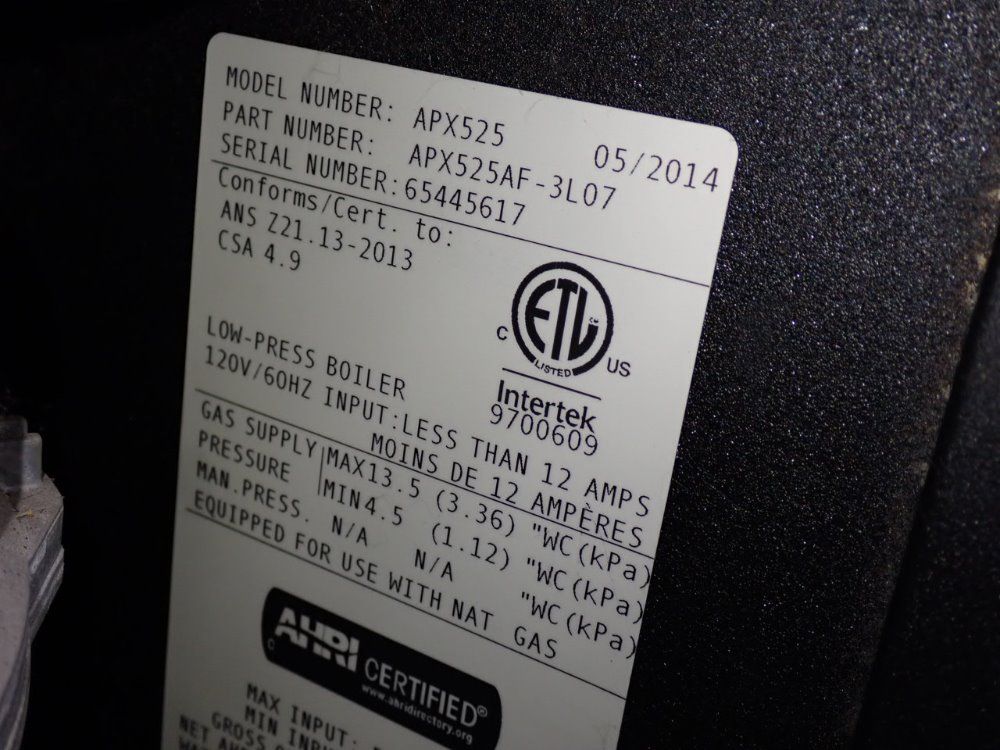 MODEL NUMBER: APX525 05/2014
PART NUMBER: APX525AF-3L07
SERIAL NUMBER: 65445617
Conforms/Cert. to:
ANS Z21.13-2013
CSA 4.9
ETL
LISTED
C US
Intertek
9700609
LOW-PRESS BOILER
120V/60HZ INPUT:LESS THAN 12 AMPS
MOINS DE 12 AMPÈRES
GAS SUPPLY MAX13.5 (3.36) "WC(kPa)
PRESSURE MIN4.5 (1.12) "WC(kPa)
MAN.PRESS. N/A N/A "WC(kPa)
EQUIPPED FOR USE WITH NAT GAS
AHRI CERTIFIED®
www.ahridirectory.org
MAX INPUT:
MIN
GROSS
NET